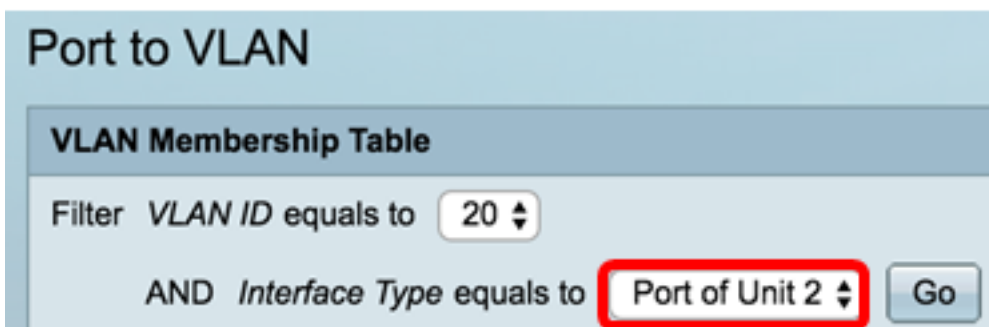 Port to VLAN
VLAN Membership Table
Filter VLAN ID equals to 20
AND Interface Type equals to Port of Unit 2 Go